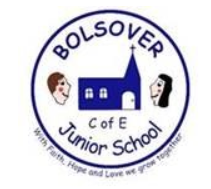 BOLSOVER
C of E
Junior School
With Faith, Hope and Love we grow together